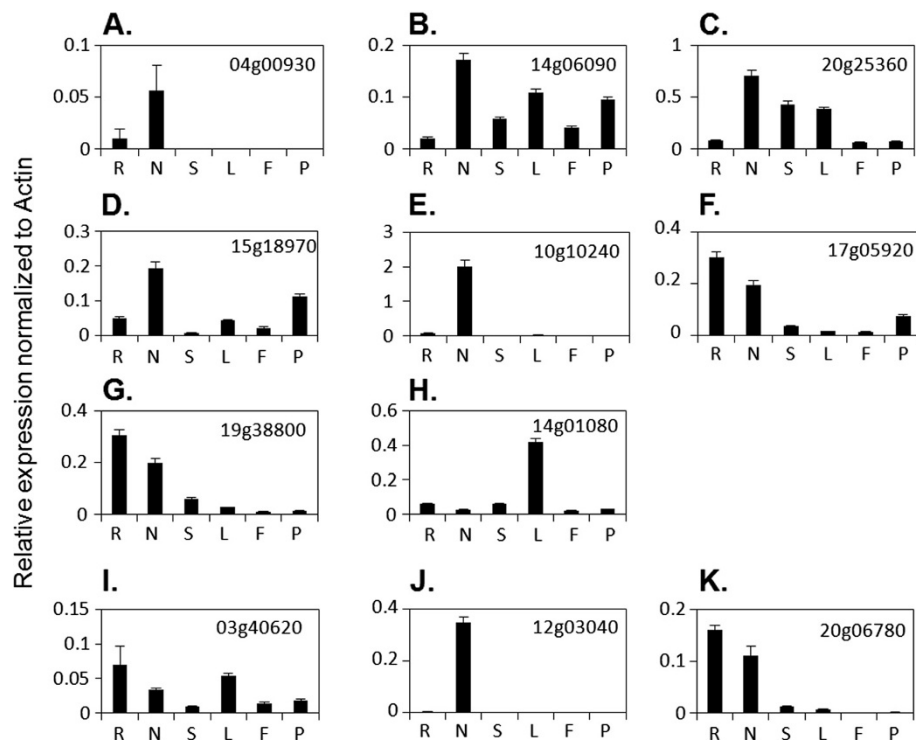 Relative expression normalized to Actin
A.
04g00930
0.1
0.05
0
R N S L F P
B.
14g06090
0.2
0.1
0
R N S L F P
C.
20g25360
1
0.5
0
R N S L F P
D.
15g18970
0.3
0.2
0.1
0
R N S L F P
E.
10g10240
3
2
1
0
R N S L F P
F.
17g05920
0.4
0.2
0
R N S L F P
G.
19g38800
0.4
0.2
0
R N S L F P
H.
14g01080
0.6
0.4
0.2
0
R N S L F P
I.
03g40620
0.15
0.1
0.05
0
R N S L F P
J.
12g03040
0.4
0.2
0
R N S L F P
K.
20g06780
0.2
0.1
0
R N S L F P